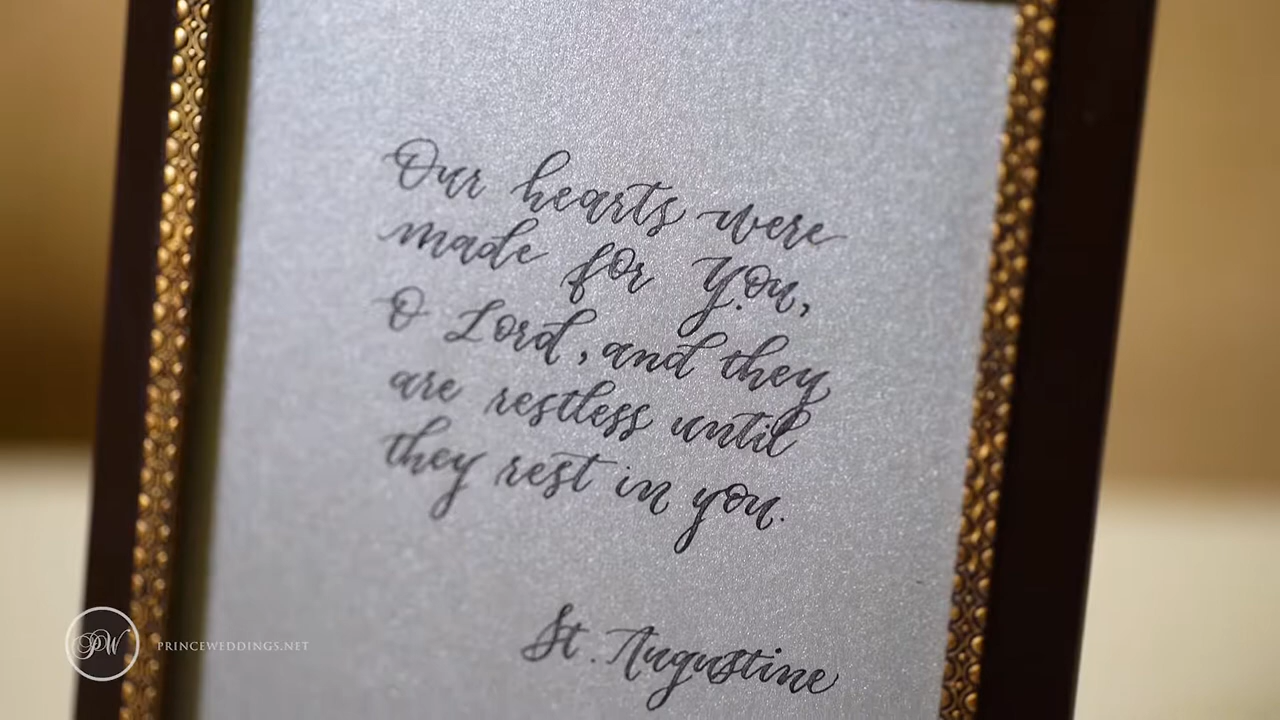 Our hearts were
made for You,
O Lord, and they
are restless until
they rest in you.
St. Augustine
PW
PRINCEWEDDINGS.NET